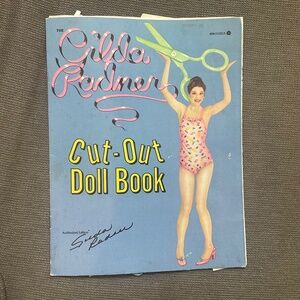 THE
Gilda
Radner
Cut-Out
Doll Book
Gilda
Radner